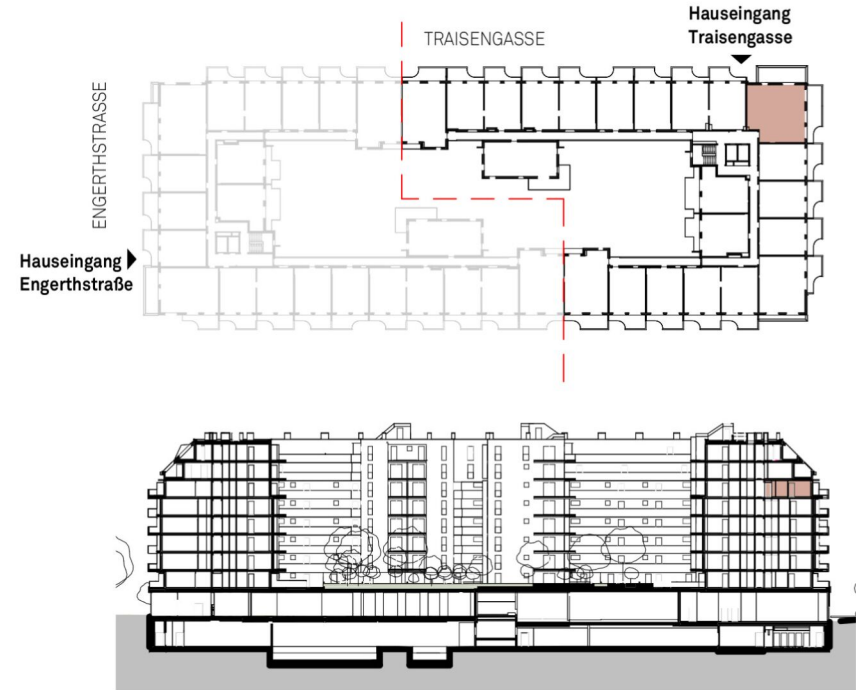 Hauseingang
Traisengasse
TRAISENGASSE
ENGERTHSTRASSE
Hauseingang
Engerthstraße